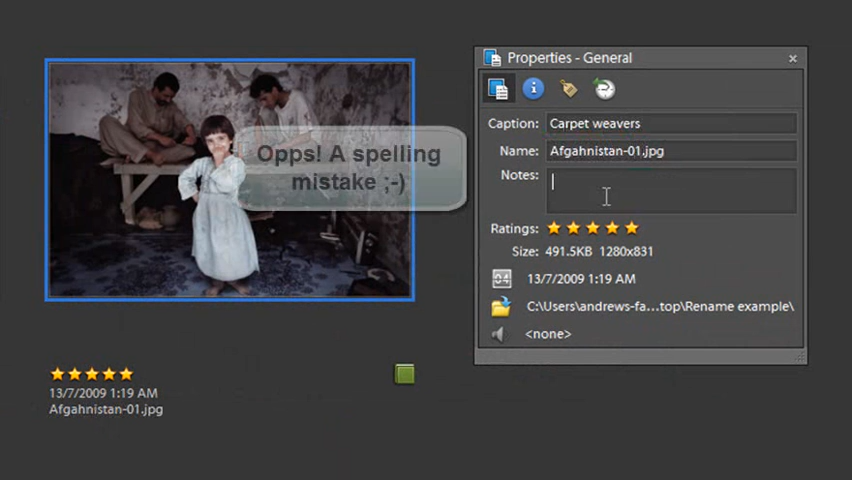 Properties - General
Caption: Carpet weavers
Name: Afgahnistan-01.jpg
Notes:
Opps! A spelling
mistake ;-)
Ratings:
Size: 491.5KB 1280x831
04
13/7/2009 1:19 AM
C:\Users\andrews-fa...top\Rename example\
<none>
13/7/2009 1:19 AM
Afgahnistan-01.jpg